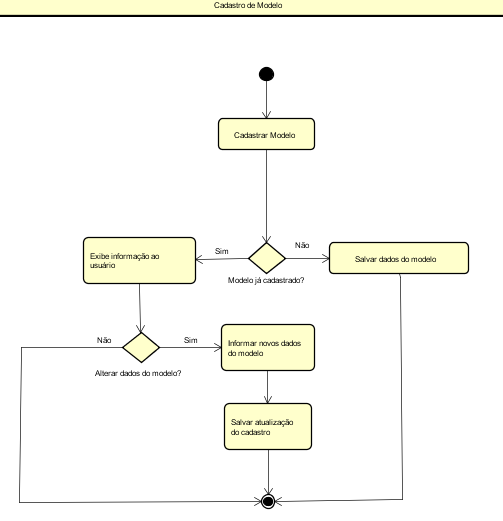 Cadastro de Modelo
Cadastrar Modelo
Sim
Não
Exibe informação ao
usuário
Salvar dados do modelo
Modelo já cadastrado?
Não
Sim
Informar novos dados
do modelo
Alterar dados do modelo?
Salvar atualização
do cadastro